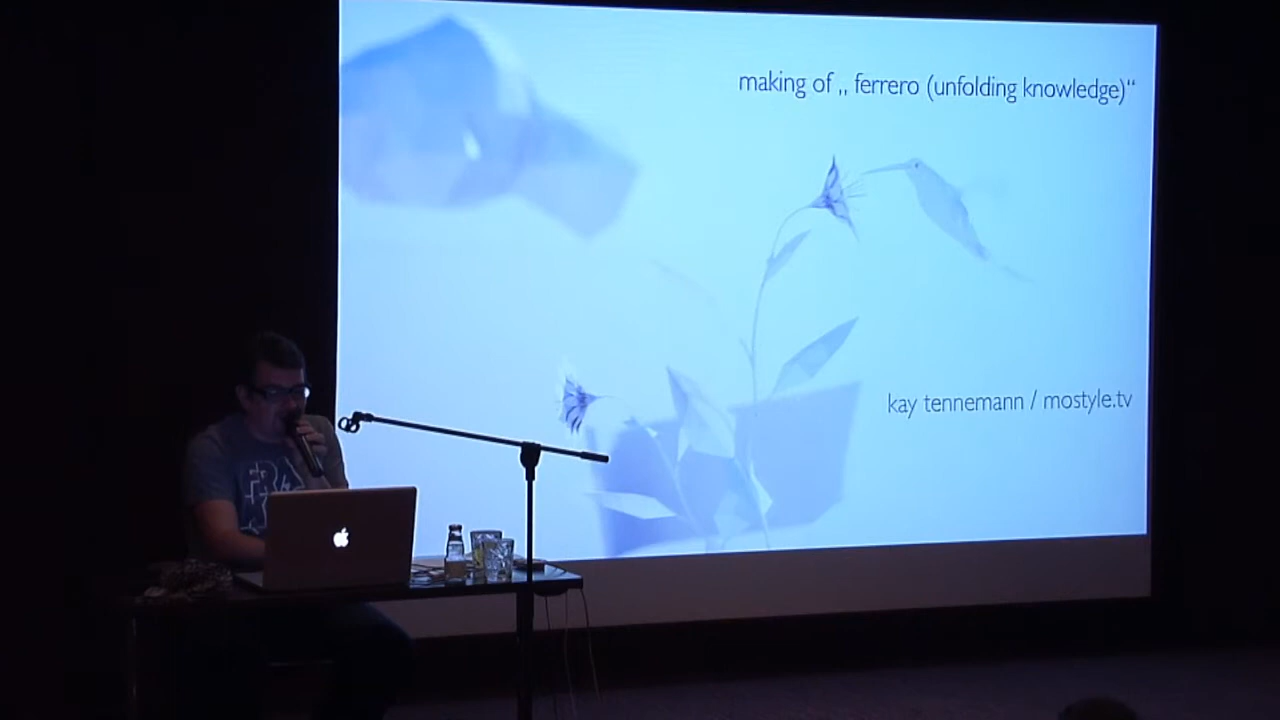 making of „ ferrero (unfolding knowledge)“
kay tennemann / mostyle.tv